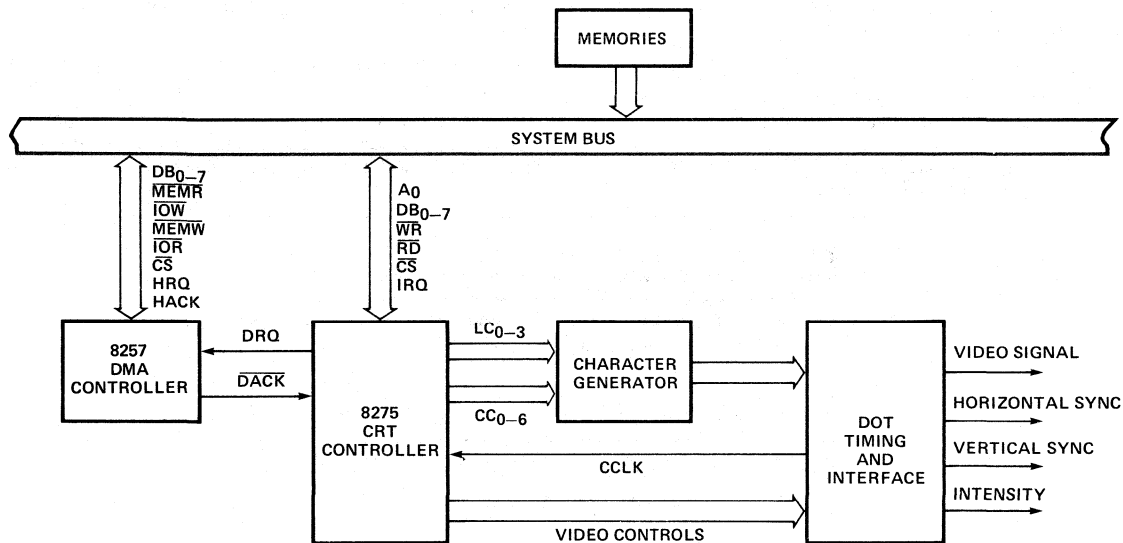 MEMORIES
SYSTEM BUS
DB0–7
MEMR
IOW
MEMW
IOR
CS
HRQ
HACK
A0
DB0–7
WR
RD
CS
IRQ
8257
DMA
CONTROLLER
DRQ
DACK
8275
CRT
CONTROLLER
LC0–3
CC0–6
CHARACTER
GENERATOR
CCLK
VIDEO CONTROLS
DOT
TIMING
AND
INTERFACE
VIDEO SIGNAL
HORIZONTAL SYNC
VERTICAL SYNC
INTENSITY